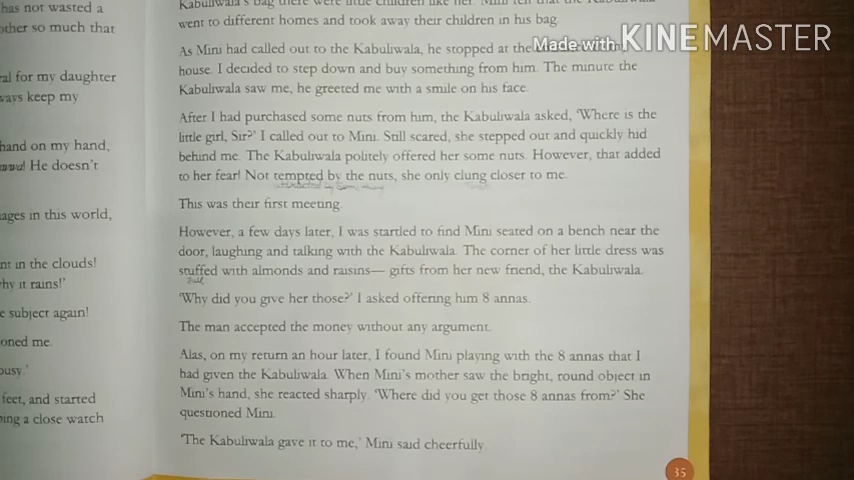 has not wasted a
other so much that
ral for my daughter
ways keep my
hand on my hand,
He doesn't
ages in this world,
nt in the clouds!
hy it rains!'
e subject again!
oned me.
busy.'
feet, and started
ing a close watch
Kabuliwala's bag there were little children like her. Mini felt that the Kabuliwala
went to different homes and took away their children in his bag.
As Mini had called out to the Kabuliwala, he stopped at the
house. I decided to step down and buy something from him. The minute the
Kabuliwala saw me, he greeted me with a smile on his face.
After I had purchased some nuts from him, the Kabuliwala asked, 'Where is the
little girl, Sir?' I called out to Mini. Still scared, she stepped out and quickly hid
behind me. The Kabuliwala politely offered her some nuts. However, that added
to her fear! Not tempted by the nuts, she only clung closer to me.
This was their first meeting.
However, a few days later, I was startled to find Mini seated on a bench near the
door, laughing and talking with the Kabuliwala. The corner of her little dress was
stuffed with almonds and raisins— gifts from her new friend, the Kabuliwala.
'Why did you give her those?' I asked offering him 8 annas.
The man accepted the money without any argument.
Alas, on my return an hour later, I found Mini playing with the 8 annas that I
had given the Kabuliwala. When Mini's mother saw the bright, round object in
Mini's hand, she reacted sharply. 'Where did you get those 8 annas from?' She
questioned Mini.
'The Kabuliwala gave it to me,' Mini said cheerfully.
35
Made with KINEMASTER